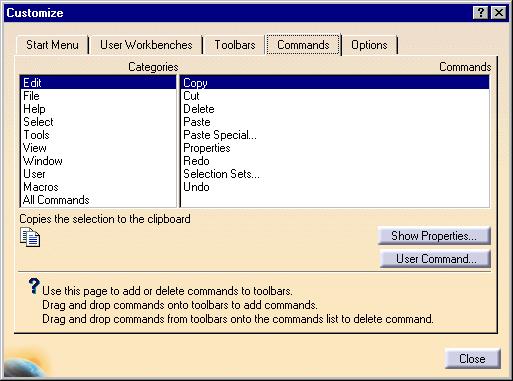 Customize
Start Menu
User Workbenches
Toolbars
Commands
Options
Categories
Commands
Edit
File
Help
Select
Tools
View
Window
User
Macros
All Commands
Copy
Cut
Delete
Paste
Paste Special...
Properties
Redo
Selection Sets...
Undo
Copies the selection to the clipboard
Show Properties...
User Command...
Use this page to add or delete commands to toolbars.
Drag and drop commands onto toolbars to add commands.
Drag and drop commands from toolbars onto the commands list to delete command.
Close